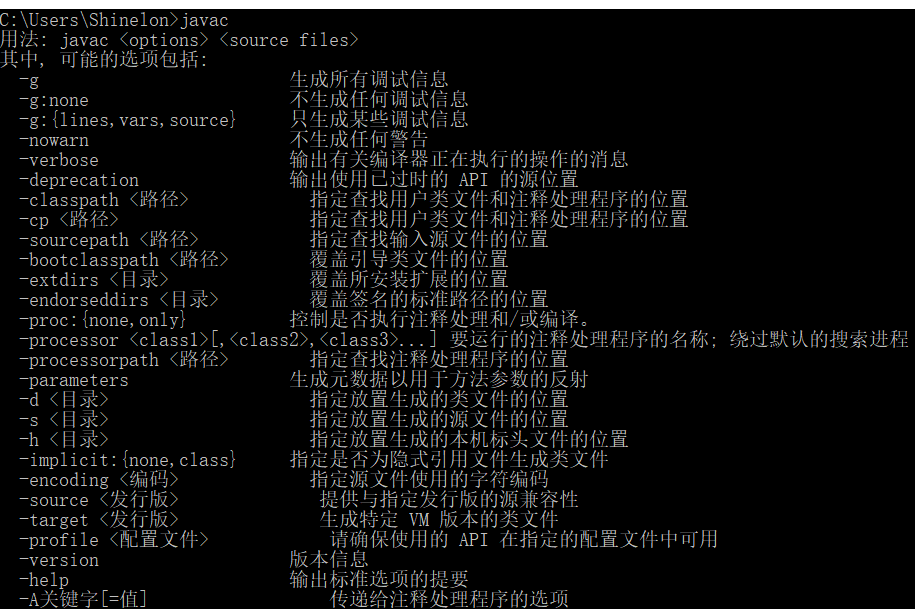 C:\Users\Shinelon>javac
用法: javac <options> <source files>
其中, 可能的选项包括:
-g 生成所有调试信息
-g:none 不生成任何调试信息
-g:{lines,vars,source} 只生成某些调试信息
-nowarn 不生成任何警告
-verbose 输出有关编译器正在执行的操作的消息
-deprecation 输出使用已过时的 API 的源位置
-classpath <路径> 指定查找用户类文件和注释处理程序的位置
-cp <路径> 指定查找用户类文件和注释处理程序的位置
-sourcepath <路径> 指定查找输入源文件的位置
-bootclasspath <路径> 覆盖引导类文件的位置
-extdirs <目录> 覆盖所安装扩展的位置
-endorseddirs <目录> 覆盖签名的标准路径的位置
-proc:{none,only} 控制是否执行注释处理和/或编译。
-processor <class1>[,<class2>,<class3>...] 要运行的注释处理程序的名称; 绕过默认的搜索进程
-processorpath <路径> 指定查找注释处理程序的位置
-parameters 生成元数据以用于方法参数的反射
-d <目录> 指定放置生成的类文件的位置
-s <目录> 指定放置生成的源文件的位置
-h <目录> 指定放置生成的本机标头文件的位置
-implicit:{none,class} 指定是否为隐式引用文件生成类文件
-encoding <编码> 指定源文件使用的字符编码
-source <发行版> 提供与指定发行版的源兼容性
-target <发行版> 生成特定 VM 版本的类文件
-profile <配置文件> 请确保使用的 API 在指定的配置文件中可用
-version 版本信息
-help 输出标准选项的提要
-A关键字[=值] 传递给注释处理程序的选项